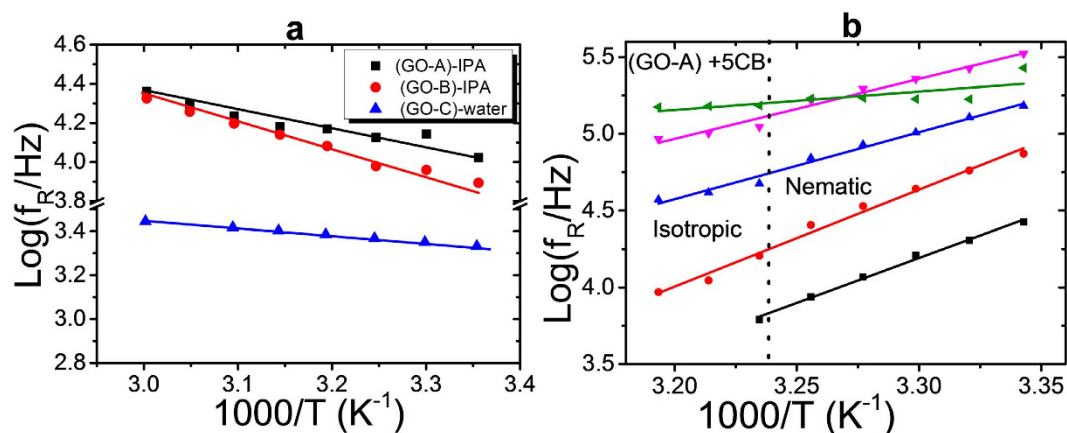 a
4.6
4.4
4.2
4.0
3.8
3.4
3.3
3.0
2.8
Log(f_R/Hz)
(GO-A)-IPA
(GO-B)-IPA
(GO-C)-water
3.0 3.1 3.2 3.3 3.4
1000/T (K⁻¹)
b
5.5
5.0
4.5
4.0
3.5
Log(f_R/Hz)
(GO-A) +5CB
Nematic
Isotropic
3.20 3.25 3.30 3.35
1000/T (K⁻¹)